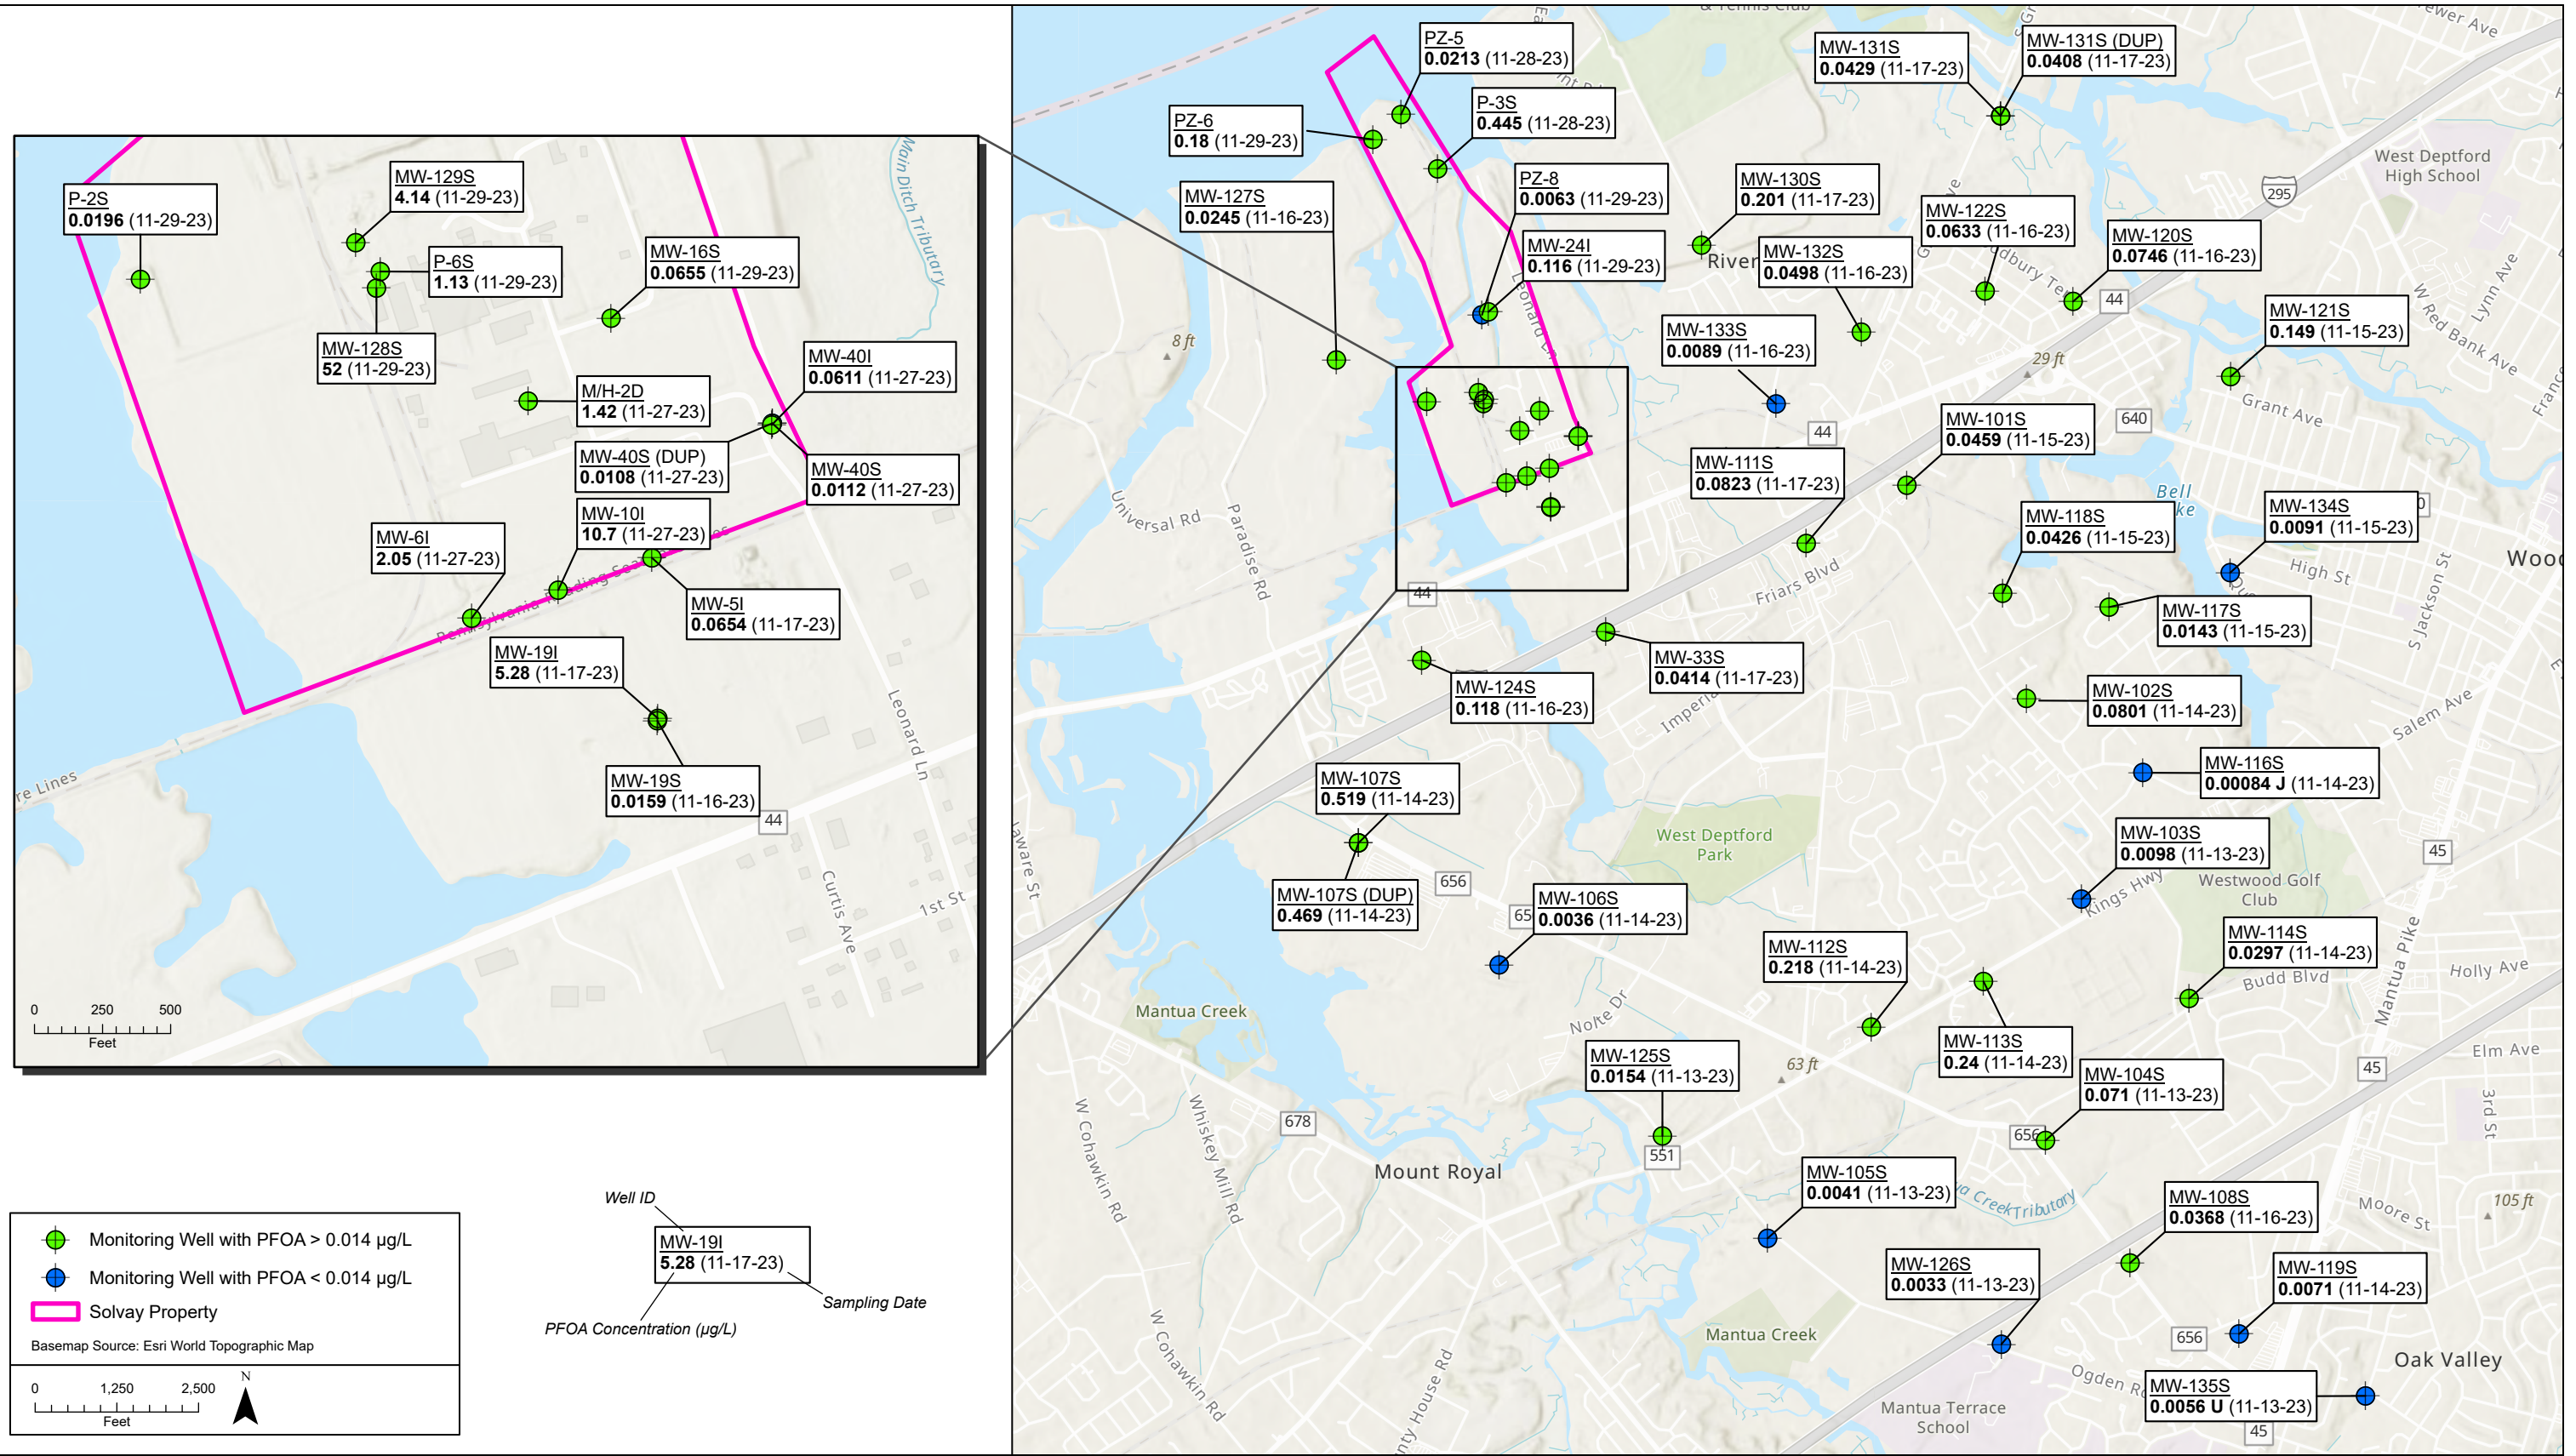 P-2S
0.0196 (11-29-23)
MW-129S
4.14 (11-29-23)
P-6S
1.13 (11-29-23)
MW-128S
52 (11-29-23)
MW-16S
0.0655 (11-29-23)
M/H-2D
1.42 (11-27-23)
MW-40I
0.0611 (11-27-23)
MW-40S (DUP)
0.0108 (11-27-23)
MW-40S
0.0112 (11-27-23)
MW-10I
10.7 (11-27-23)
MW-6I
2.05 (11-27-23)
MW-5I
0.0654 (11-17-23)
MW-19I
5.28 (11-17-23)
MW-19S
0.0159 (11-16-23)
Main Ditch Tributary
re Lines
Leonard Ln
44
Curtis Ave
1st St
0 250 500
Feet
Well ID
MW-19I
5.28 (11-17-23)
Sampling Date
PFOA Concentration (µg/L)
Monitoring Well with PFOA > 0.014 µg/L
Monitoring Well with PFOA < 0.014 µg/L
Solvay Property
Basemap Source: Esri World Topographic Map
0 1,250 2,500
Feet
N
PZ-5
0.0213 (11-28-23)
P-3S
0.445 (11-28-23)
PZ-6
0.18 (11-29-23)
MW-127S
0.0245 (11-16-23)
PZ-8
0.0063 (11-29-23)
MW-24I
0.116 (11-29-23)
MW-131S
0.0429 (11-17-23)
MW-131S (DUP)
0.0408 (11-17-23)
MW-130S
0.201 (11-17-23)
MW-132S
0.0498 (11-16-23)
MW-122S
0.0633 (11-16-23)
MW-120S
0.0746 (11-16-23)
MW-133S
0.0089 (11-16-23)
MW-121S
0.149 (11-15-23)
MW-101S
0.0459 (11-15-23)
MW-111S
0.0823 (11-17-23)
MW-118S
0.0426 (11-15-23)
MW-134S
0.0091 (11-15-23)
MW-117S
0.0143 (11-15-23)
MW-33S
0.0414 (11-17-23)
MW-124S
0.118 (11-16-23)
MW-102S
0.0801 (11-14-23)
MW-116S
0.00084 J (11-14-23)
MW-107S
0.519 (11-14-23)
MW-107S (DUP)
0.469 (11-14-23)
MW-106S
0.0036 (11-14-23)
MW-103S
0.0098 (11-13-23)
MW-112S
0.218 (11-14-23)
MW-114S
0.0297 (11-14-23)
MW-113S
0.24 (11-14-23)
MW-125S
0.0154 (11-13-23)
MW-104S
0.071 (11-13-23)
MW-105S
0.0041 (11-13-23)
MW-108S
0.0368 (11-16-23)
MW-126S
0.0033 (11-13-23)
MW-119S
0.0071 (11-14-23)
MW-135S
0.0056 U (11-13-23)
& Tennis Club
West Deptford
High School
295
8 ft
29 ft
River
Leonard Ln
44
44
44
640
W Red Bank Ave
Lynn Ave
Grant Ave
Universal Rd
Paradise Rd
Friars Blvd
Bell
ke
High St
S Jackson St
Salem Ave
West Deptford
Park
656
Kings Hwy
Westwood Golf
Club
45
Mantua Pike
Holly Ave
Budd Blvd
Elm Ave
45
3rd St
Mantua Creek
Nolte Dr
63 ft
678
W Cohawkin Rd
Whiskey Mill Rd
Mount Royal
551
656
Creek Tributary
Moore St
105 ft
W Cohawkin Rd
Mantua Creek
656
Oak Valley
Mantua Terrace
School
45